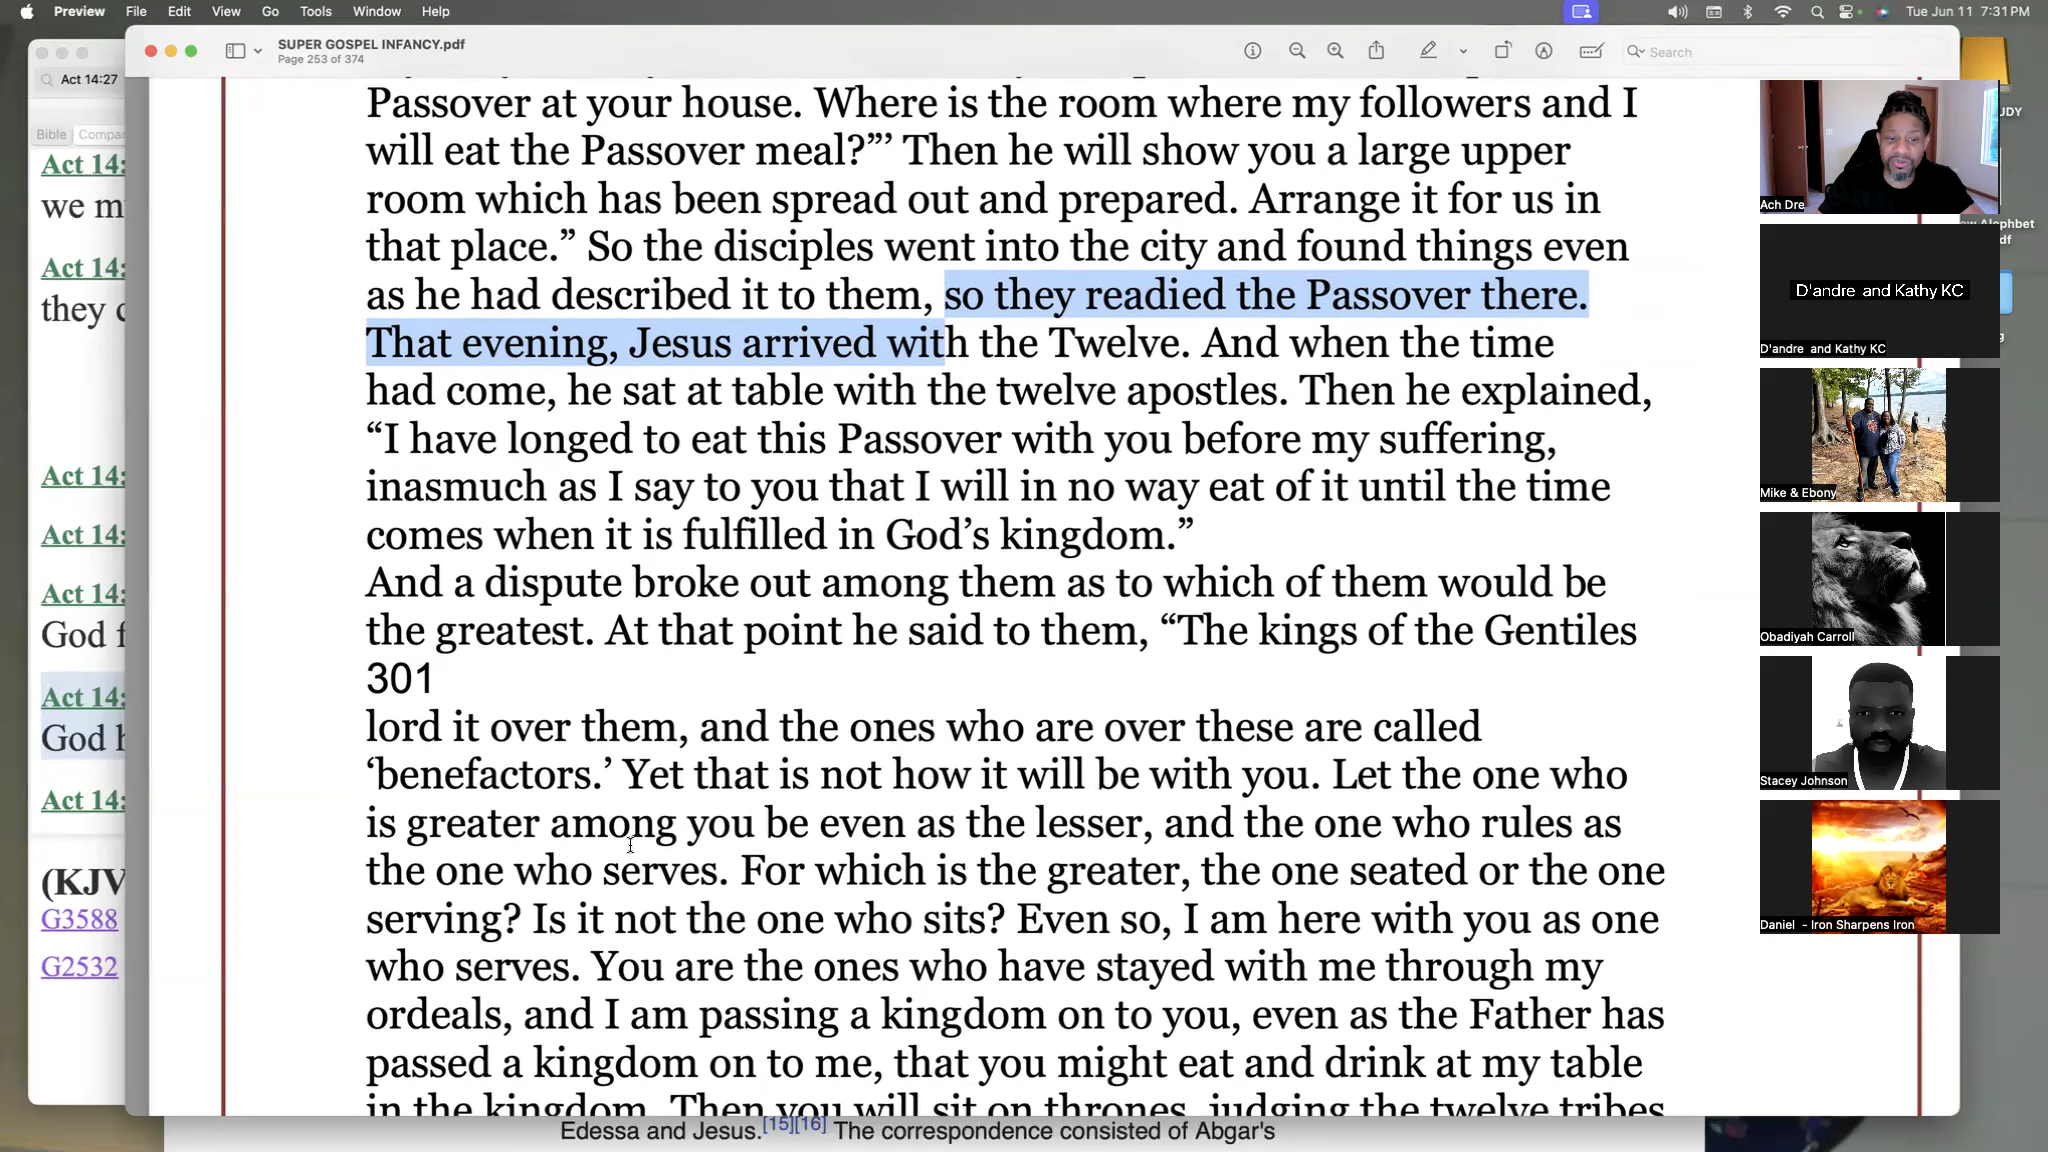 Preview File Edit View Go Tools Window Help
Tue Jun 11 7:31 PM
SUPER GOSPEL INFANCY.pdf
Page 253 of 374
Search
Act 14:27
Bible
Act 14:
we
Act 14:
they
Act 14:
Act 14:
Act 14:
God
Act 14:
God
Act 14:
(KJV
G3588
G2532
Passover at your house. Where is the room where my followers and I
will eat the Passover meal?”’ Then he will show you a large upper
room which has been spread out and prepared. Arrange it for us in
that place.” So the disciples went into the city and found things even
as he had described it to them, so they readied the Passover there.
That evening, Jesus arrived with the Twelve. And when the time
had come, he sat at table with the twelve apostles. Then he explained,
“I have longed to eat this Passover with you before my suffering,
inasmuch as I say to you that I will in no way eat of it until the time
comes when it is fulfilled in God’s kingdom.”
And a dispute broke out among them as to which of them would be
the greatest. At that point he said to them, “The kings of the Gentiles
301
lord it over them, and the ones who are over these are called
‘benefactors.’ Yet that is not how it will be with you. Let the one who
is greater among you be even as the lesser, and the one who rules as
the one who serves. For which is the greater, the one seated or the one
serving? Is it not the one who sits? Even so, I am here with you as one
who serves. You are the ones who have stayed with me through my
ordeals, and I am passing a kingdom on to you, even as the Father has
passed a kingdom on to me, that you might eat and drink at my table
in the kingdom. Then you will sit on thrones, judging the twelve tribes
Edessa and Jesus.[15][16] The correspondence consisted of Abgar's
Ach Dre
D'andre and Kathy KC
D'andre and Kathy KC
Mike & Ebony
Obadiyah Carroll
Stacey Johnson
Daniel - Iron Sharpens Iron